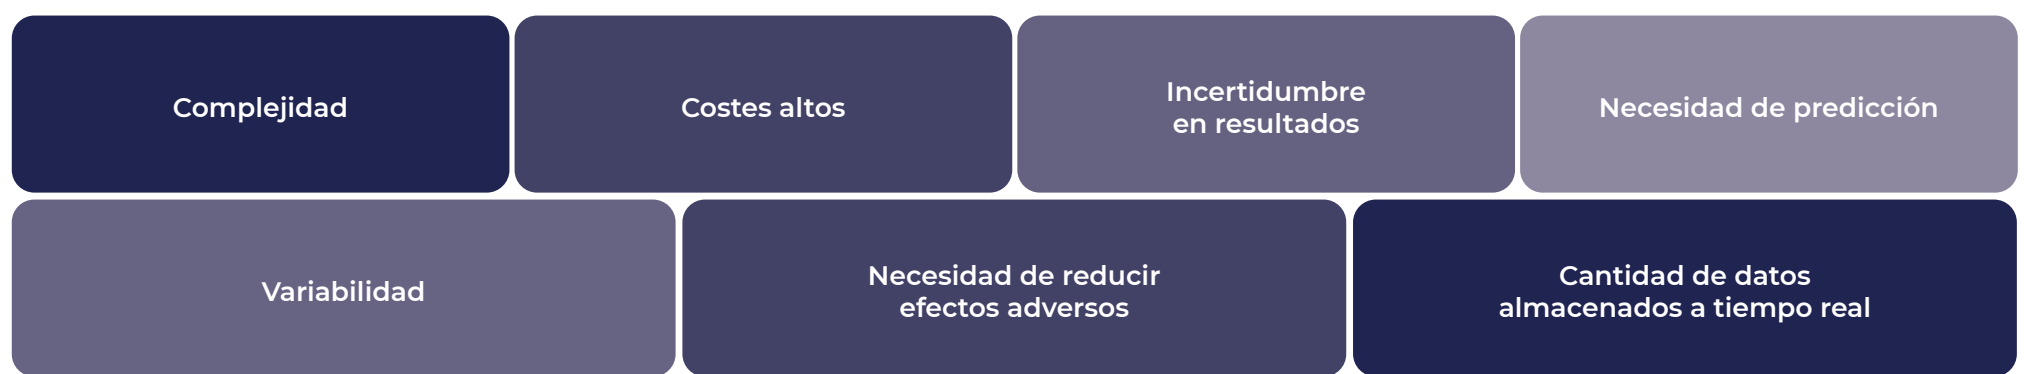 Complejidad
Costes altos
Incertidumbre
en resultados
Necesidad de predicción
Variabilidad
Necesidad de reducir
efectos adversos
Cantidad de datos
almacenados a tiempo real